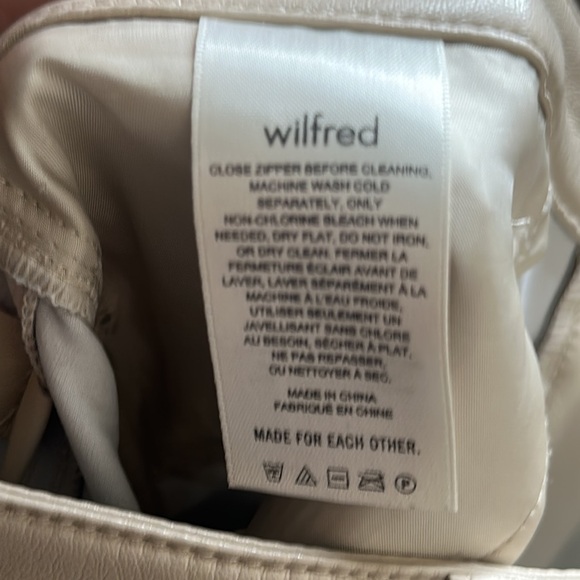 wilfred
CLOSE ZIPPER BEFORE CLEANING,
MACHINE WASH COLD
SEPARATELY, ONLY
NON-CHLORINE BLEACH WHEN
NEEDED, DRY FLAT, DO NOT IRON,
OR DRY CLEAN. FERMER LA
FERMETURE ÉCLAIR AVANT DE
LAVER, LAVER SÉPARÉMENT À LA
MACHINE À L'EAU FROIDE,
UTILISER SEULEMENT UN
JAVELLISANT SANS CHLORE
AU BESOIN, SÉCHER À PLAT,
NE PAS REPASSER,
OU NETTOYER À SEC.
MADE IN CHINA
FABRIQUÉ EN CHINE
MADE FOR EACH OTHER.